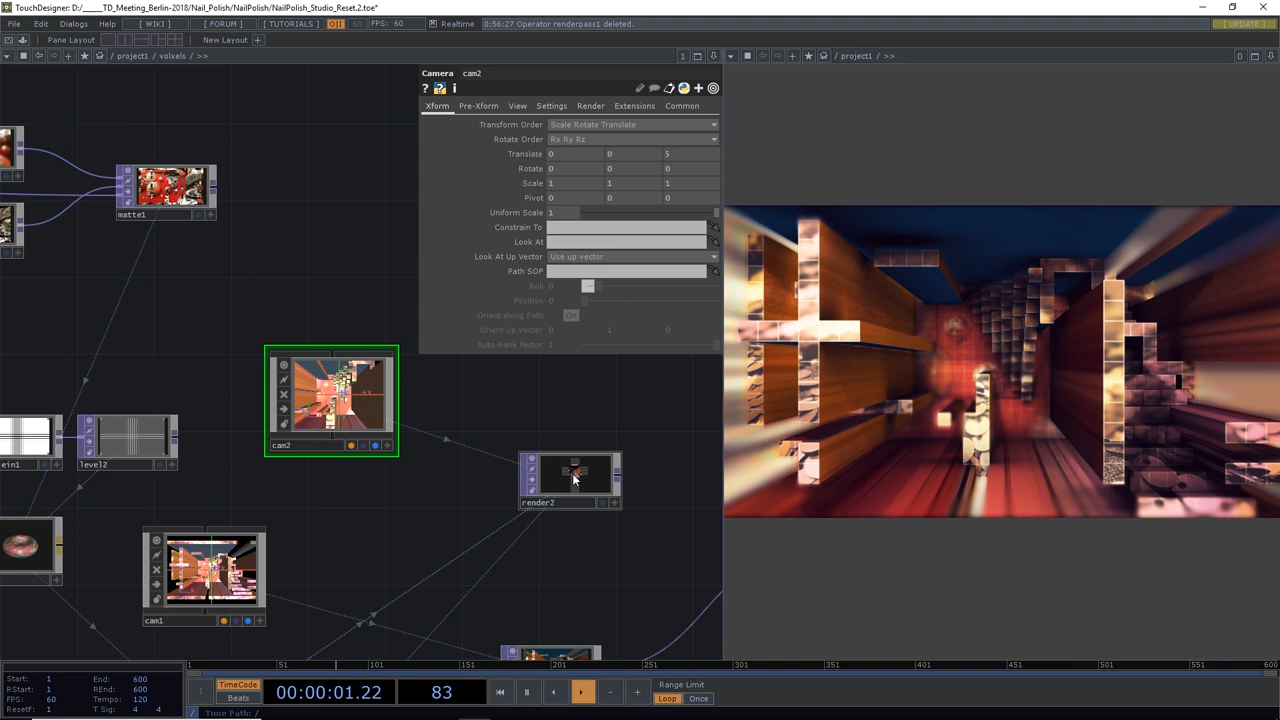 TouchDesigner: D:/_____TD_Meeting_Berlin-2018/Nail_Polish/NailPolish/NailPolish_Studio_Reset.2.toe*
File Edit Dialogs Help [ WIKI ] [ FORUM ] [ TUTORIALS ] O|I 60 FPS: 60 Realtime 0:56:27 Operator renderpass1 deleted. [ UPDATE ]
Pane Layout New Layout +
/ project1 / volxels / >> 1
/ project1 / >> 0
Camera cam2
? ? i
Xform Pre-Xform View Settings Render Extensions Common
Transform Order Scale Rotate Translate
Rotate Order Rx Ry Rz
Translate 0 0 5
Rotate 0 0 0
Scale 1 1 1
Pivot 0 0 0
Uniform Scale 1
Constrain To
Look At
Look At Up Vector Use up vector
Path SOP
Roll 0
Position 0
Orient along Path On
Orient Up Vector 0 1 0
Auto-Bank Factor 1
matte1
cam2
ein1
level2
render2
cam1
1 51 101 151 201 251 301 351 411 451 501 551 600
Start: 1 End: 600
RStart: 1 REnd: 600
FPS: 60 Tempo: 120
ResetF: 1 T Sig: 4 4
TimeCode
Beats
00:00:01.22
83
Range Limit
Loop Once
/ Time Path: /